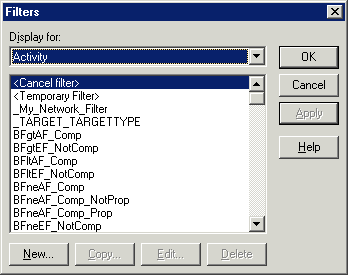 Filters
Display for:
Activity
OK
<Cancel filter>
Cancel
<Temporary Filter>
_My_Network_Filter
Apply
_TARGET_TARGETTYPE
BFgtAF_Comp
BFgtEF_NotComp
Help
BFltAF_Comp
BFltEF_NotComp
BFneAF_Comp
BFneAF_Comp_NotProp
BFneAF_Comp_Prop
BFneEF_NotComp
New...
Copy...
Edit...
Delete